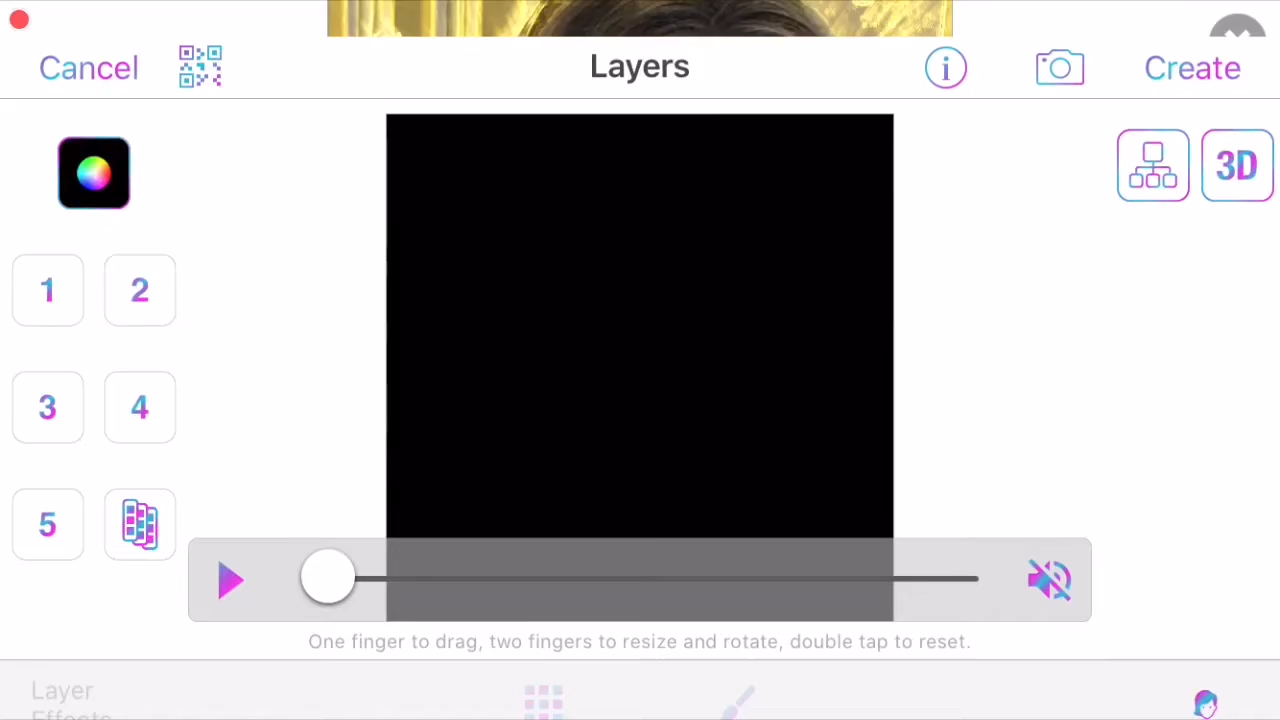 Cancel
Layers
Create
3D
1
2
3
4
5
One finger to drag, two fingers to resize and rotate, double tap to reset.
Layer
Effects